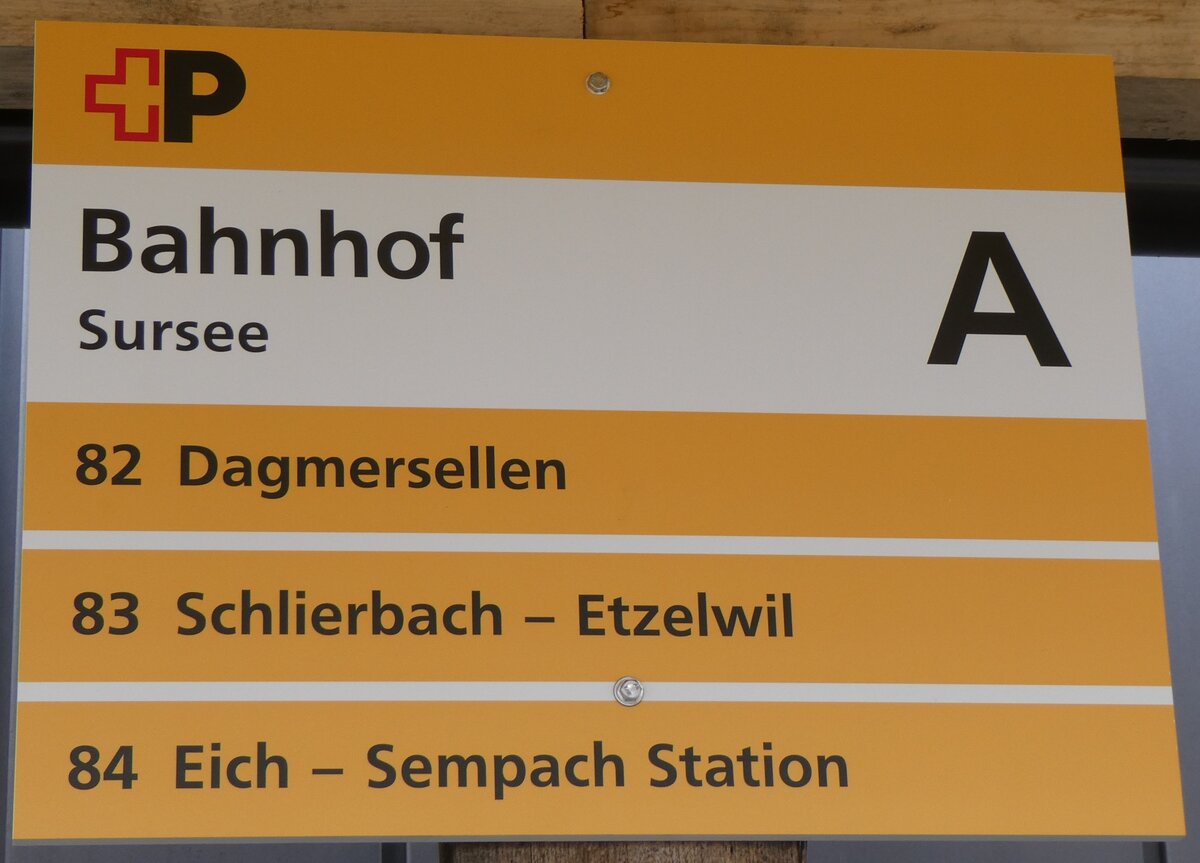 P
Bahnhof
Sursee
A
82 Dagmersellen
83 Schlierbach – Etzelwil
84 Eich – Sempach Station